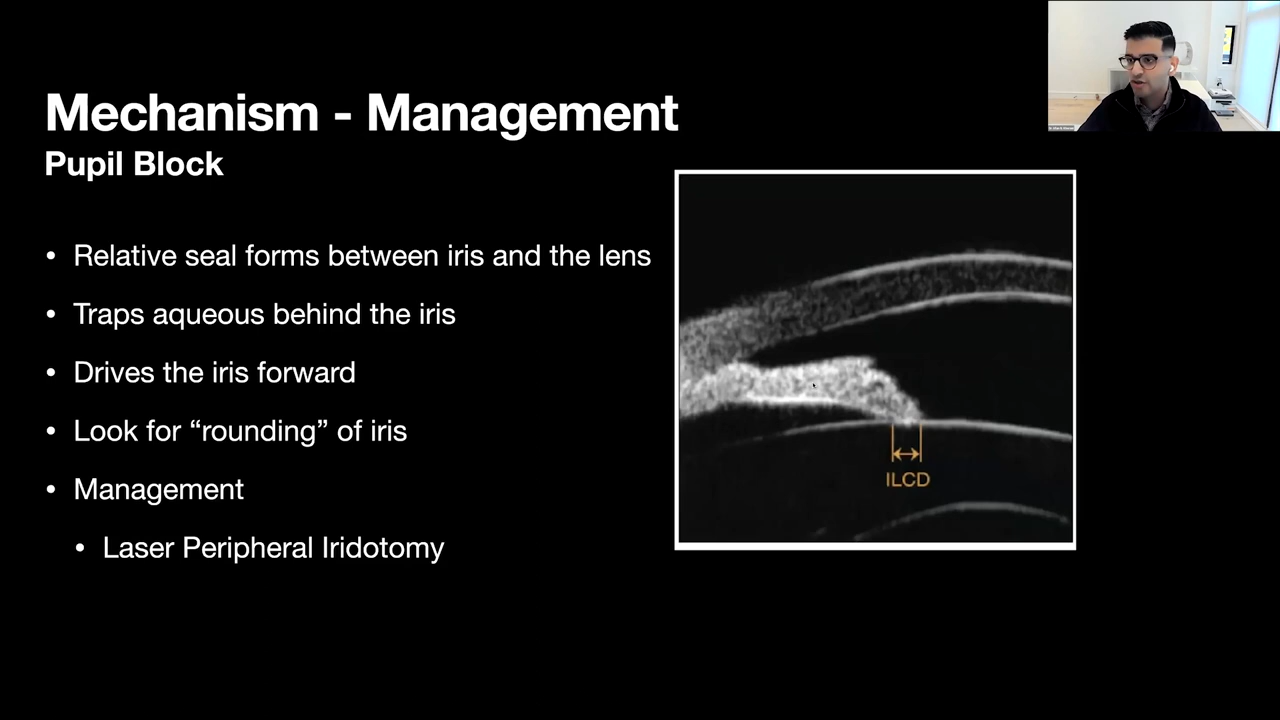 Mechanism - Management
Pupil Block
• Relative seal forms between iris and the lens
• Traps aqueous behind the iris
• Drives the iris forward
• Look for “rounding” of iris
• Management
• Laser Peripheral Iridotomy
ILCD